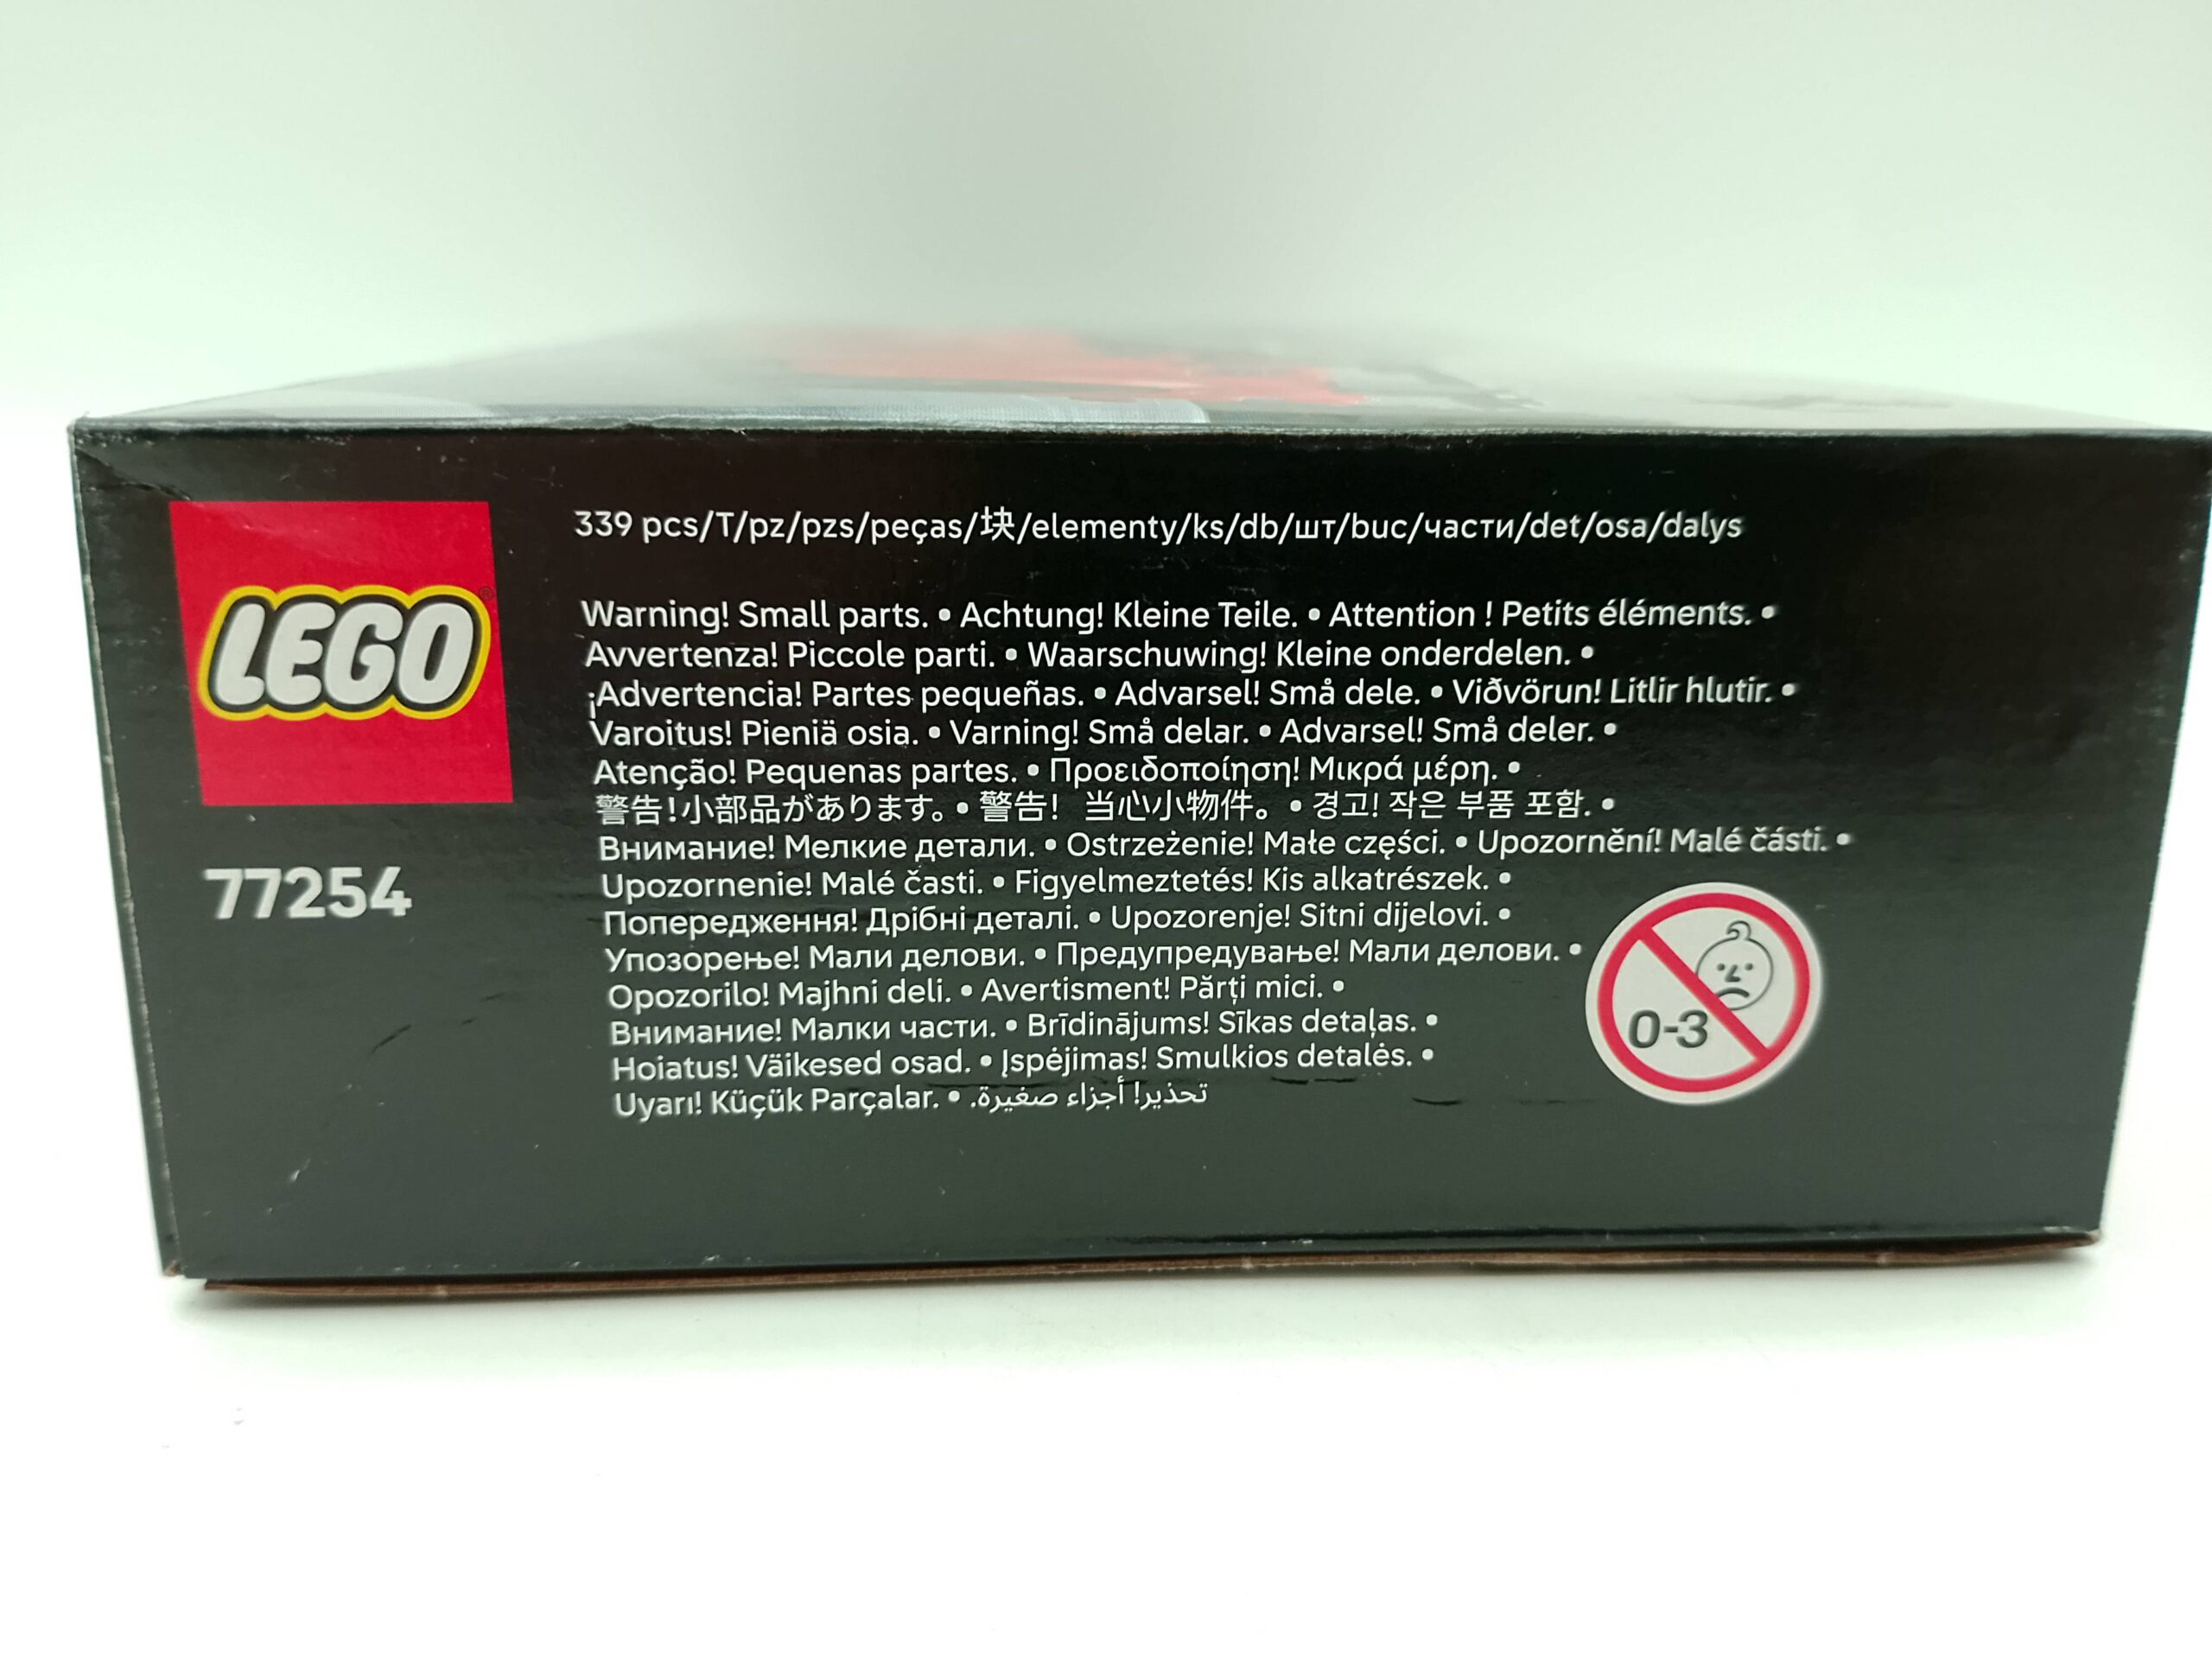 339 pcs/T/pz/pzs/peças/块/elementy/ks/db/шт/buc/части/det/osa/dalys
LEGO®
77254
Warning! Small parts. • Achtung! Kleine Teile. • Attention ! Petits éléments. •
Avvertenza! Piccole parti. • Waarschuwing! Kleine onderdelen. •
¡Advertencia! Partes pequeñas. • Advarsel! Små dele. • Viðvörun! Litlir hlutir. •
Varoitus! Pieniä osia. • Varning! Små delar. • Advarsel! Små deler. •
Atenção! Pequenas partes. • Προειδοποίηση! Μικρά μέρη. •
警告!小部品があります。• 警告! 当心小物件。• 경고! 작은 부품 포함. •
Внимание! Мелкие детали. • Ostrzeżenie! Małe części. • Upozornění! Malé části. •
Upozornenie! Malé časti. • Figyelmeztetés! Kis alkatrészek. •
Попередження! Дрібні деталі. • Upozorenje! Sitni dijelovi. •
Упозорење! Мали делови. • Предупредување! Мали делови. •
Opozorilo! Majhni deli. • Avertisment! Părți mici. •
Внимание! Малки части. • Brīdinājums! Sīkas detaļas. •
Hoiatus! Väikesed osad. • Įspėjimas! Smulkios detalės. •
Uyarı! Küçük Parçalar. • تحذير! أجزاء صغيرة.
0-3